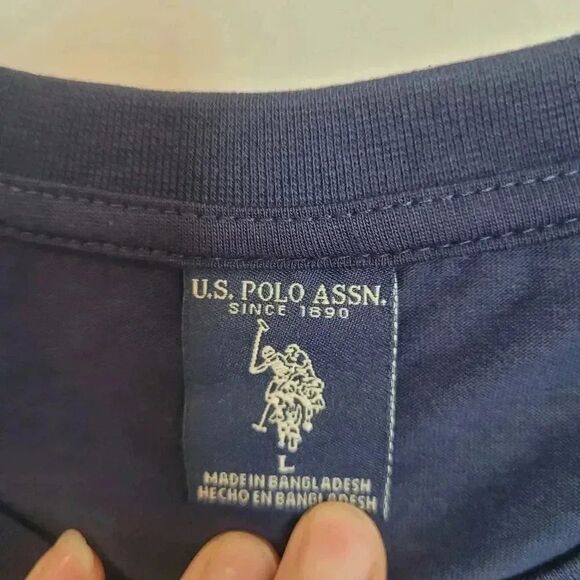 U.S. POLO ASSN.
SINCE 1890
L
MADE IN BANGLADESH
HECHO EN BANGLADESH